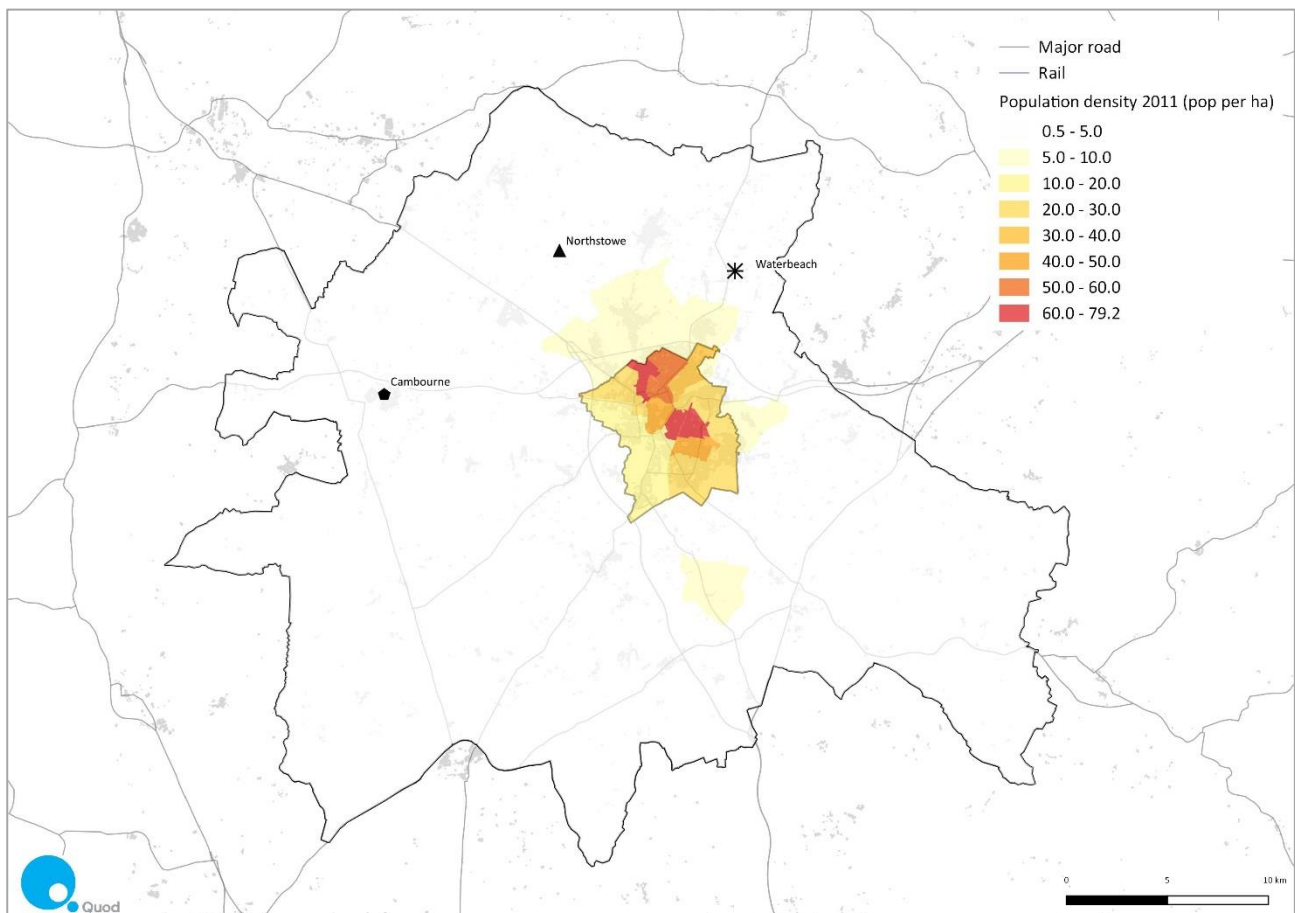 Major road
Rail
Population density 2011 (pop per ha)
0.5 - 5.0
5.0 - 10.0
10.0 - 20.0
20.0 - 30.0
30.0 - 40.0
40.0 - 50.0
50.0 - 60.0
60.0 - 79.2
Northstowe
Waterbeach
Cambourne
0 5 10 km
Quod